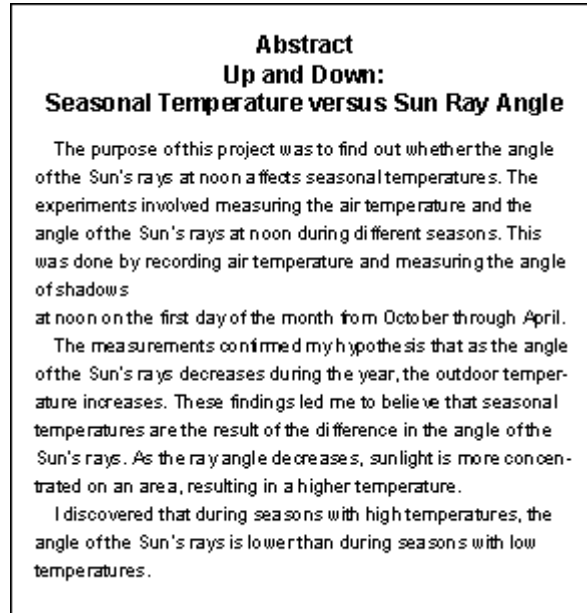 Abstract
Up and Down:
Seasonal Temperature versus Sun Ray Angle
The purpose of this project was to find out whether the angle
of the Sun's rays at noon affects seasonal temperatures. The
experiments involved measuring the air temperature and the
angle of the Sun's rays at noon during different seasons. This
was done by recording air temperature and measuring the angle
of shadows
at noon on the first day of the month from October through April.
The measurements confirmed my hypothesis that as the angle
of the Sun's rays decreases during the year, the outdoor temper-
ature increases. These findings led me to believe that seasonal
temperatures are the result of the difference in the angle of the
Sun's rays. As the ray angle decreases, sunlight is more concen-
trated on an area, resulting in a higher temperature.
I discovered that during seasons with high temperatures, the
angle of the Sun's rays is lower than during seasons with low
temperatures.